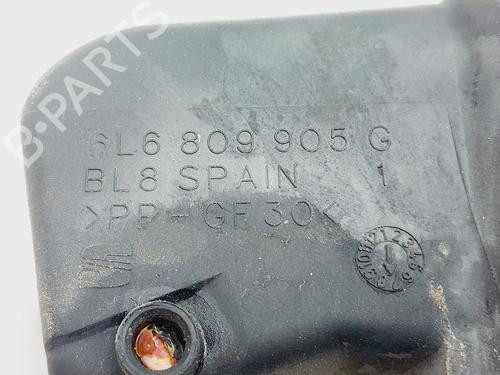 B-PARTS
6L6 809 905 G
BL8 SPAIN 1
>PP-GF30<